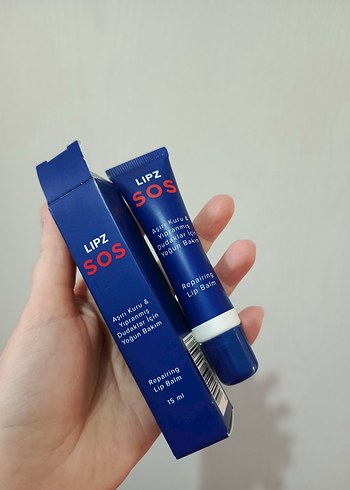 LIPZ
SOS
Aşırı Kuru &
Yıpranmış
Dudaklar İçin
Yoğun Bakım
Repairing
Lip Balm
15 ml
LIPZ
SOS
Aşırı Kuru &
Yıpranmış
Dudaklar İçin
Yoğun Bakım
Repairing
Lip Balm